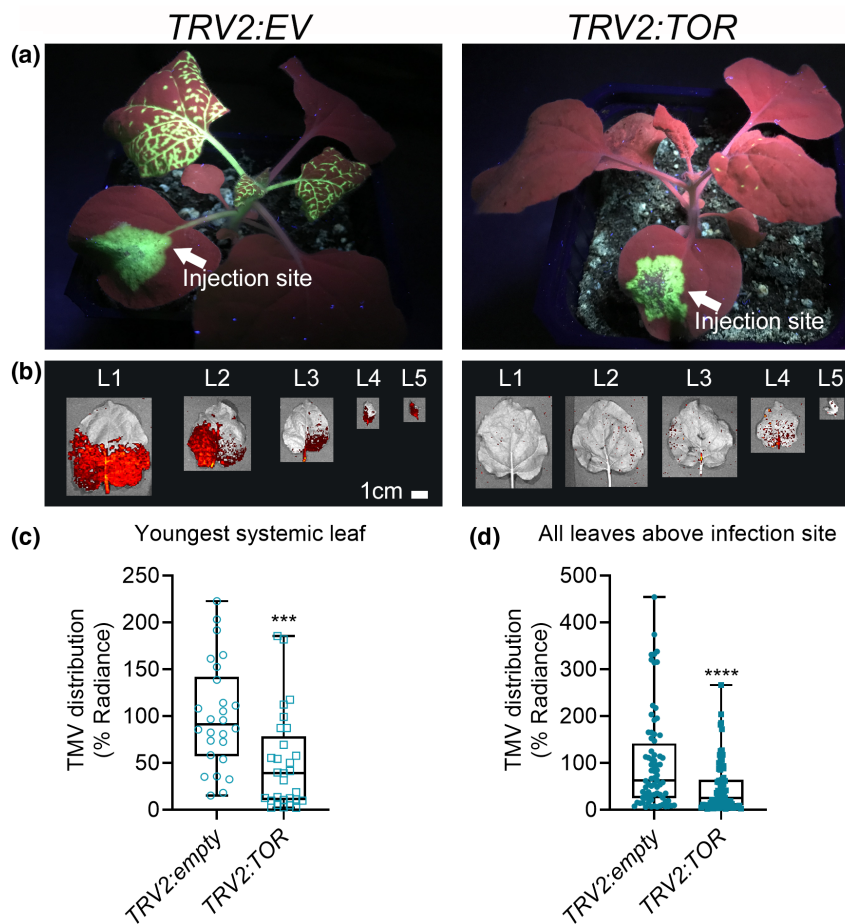 TRV2:EV
TRV2:TOR
(a)
Injection site
Injection site
(b)
L1 L2 L3 L4 L5
1cm
L1 L2 L3 L4 L5
(c) Youngest systemic leaf
TMV distribution
(% Radiance)
250
200
150
100
50
0
***
TRV2:empty
TRV2:TOR
(d) All leaves above infection site
TMV distribution
(% Radiance)
500
400
300
200
100
0
****
TRV2:empty
TRV2:TOR